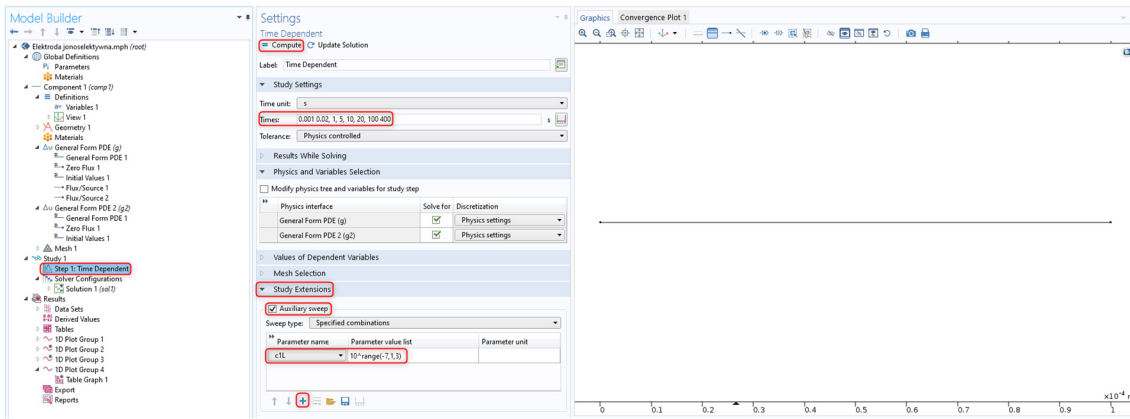 Model Builder
Elektroda jonoselektywna.mph (root)
Global Definitions
Pi Parameters
Materials
Component 1 (comp1)
Definitions
a= Variables 1
View 1
Geometry 1
Materials
Δu General Form PDE (g)
General Form PDE 1
Zero Flux 1
Initial Values 1
Flux/Source 1
Flux/Source 2
Δu General Form PDE 2 (g2)
General Form PDE 1
Zero Flux 1
Initial Values 1
Mesh 1
Study 1
Step 1: Time Dependent
Solver Configurations
Solution 1 (sol1)
Results
Data Sets
8.85 e-12 Derived Values
Tables
1D Plot Group 1
1D Plot Group 2
1D Plot Group 3
1D Plot Group 4
Table Graph 1
Export
Reports
Settings
Time Dependent
= Compute Update Solution
Label: Time Dependent
Study Settings
Time unit: s
Times: 0.001 0.02, 1, 5, 10, 20, 100 400 s
Tolerance: Physics controlled
Results While Solving
Physics and Variables Selection
Modify physics tree and variables for study step
Physics interface Solve for Discretization
General Form PDE (g) Physics settings
General Form PDE 2 (g2) Physics settings
Values of Dependent Variables
Mesh Selection
Study Extensions
Auxiliary sweep
Sweep type: Specified combinations
Parameter name Parameter value list Parameter unit
c1L 10^range(-7,1,3)
Graphics Convergence Plot 1
×10⁻⁴
0 0.1 0.2 0.3 0.4 0.5 0.6 0.7 0.8 0.9 1